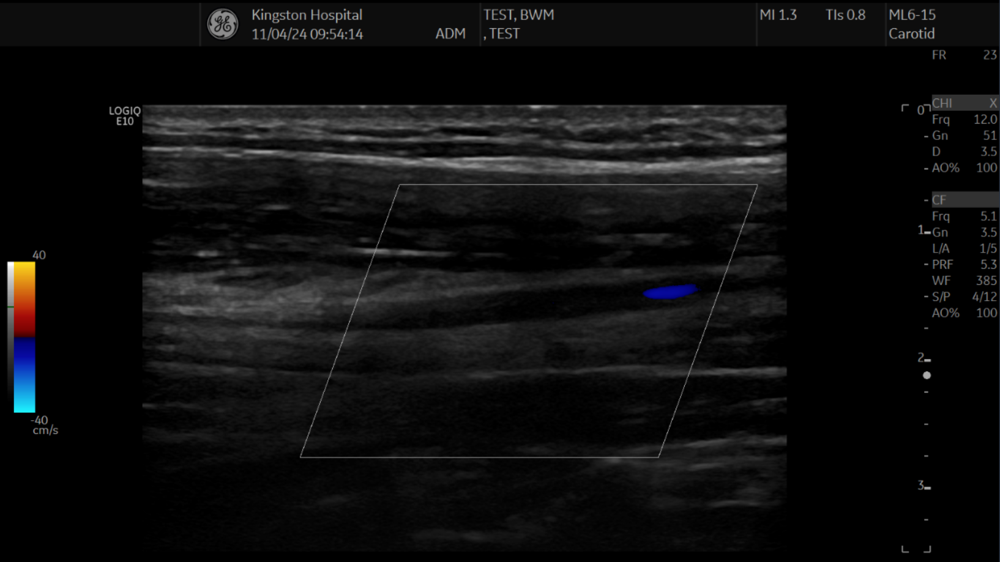 Kingston Hospital
11/04/24 09:54:14 ADM
TEST, BWM
, TEST
MI 1.3 TIs 0.8
ML6-15
Carotid
FR 23
LOGIQ
E10
CHI X
Frq 12.0
Gn 51
D 3.5
AO% 100
CF
Frq 5.1
Gn 3.5
L/A 1/5
PRF 5.3
WF 385
S/P 4/12
AO% 100
0
1
2
3
40
-40
cm/s